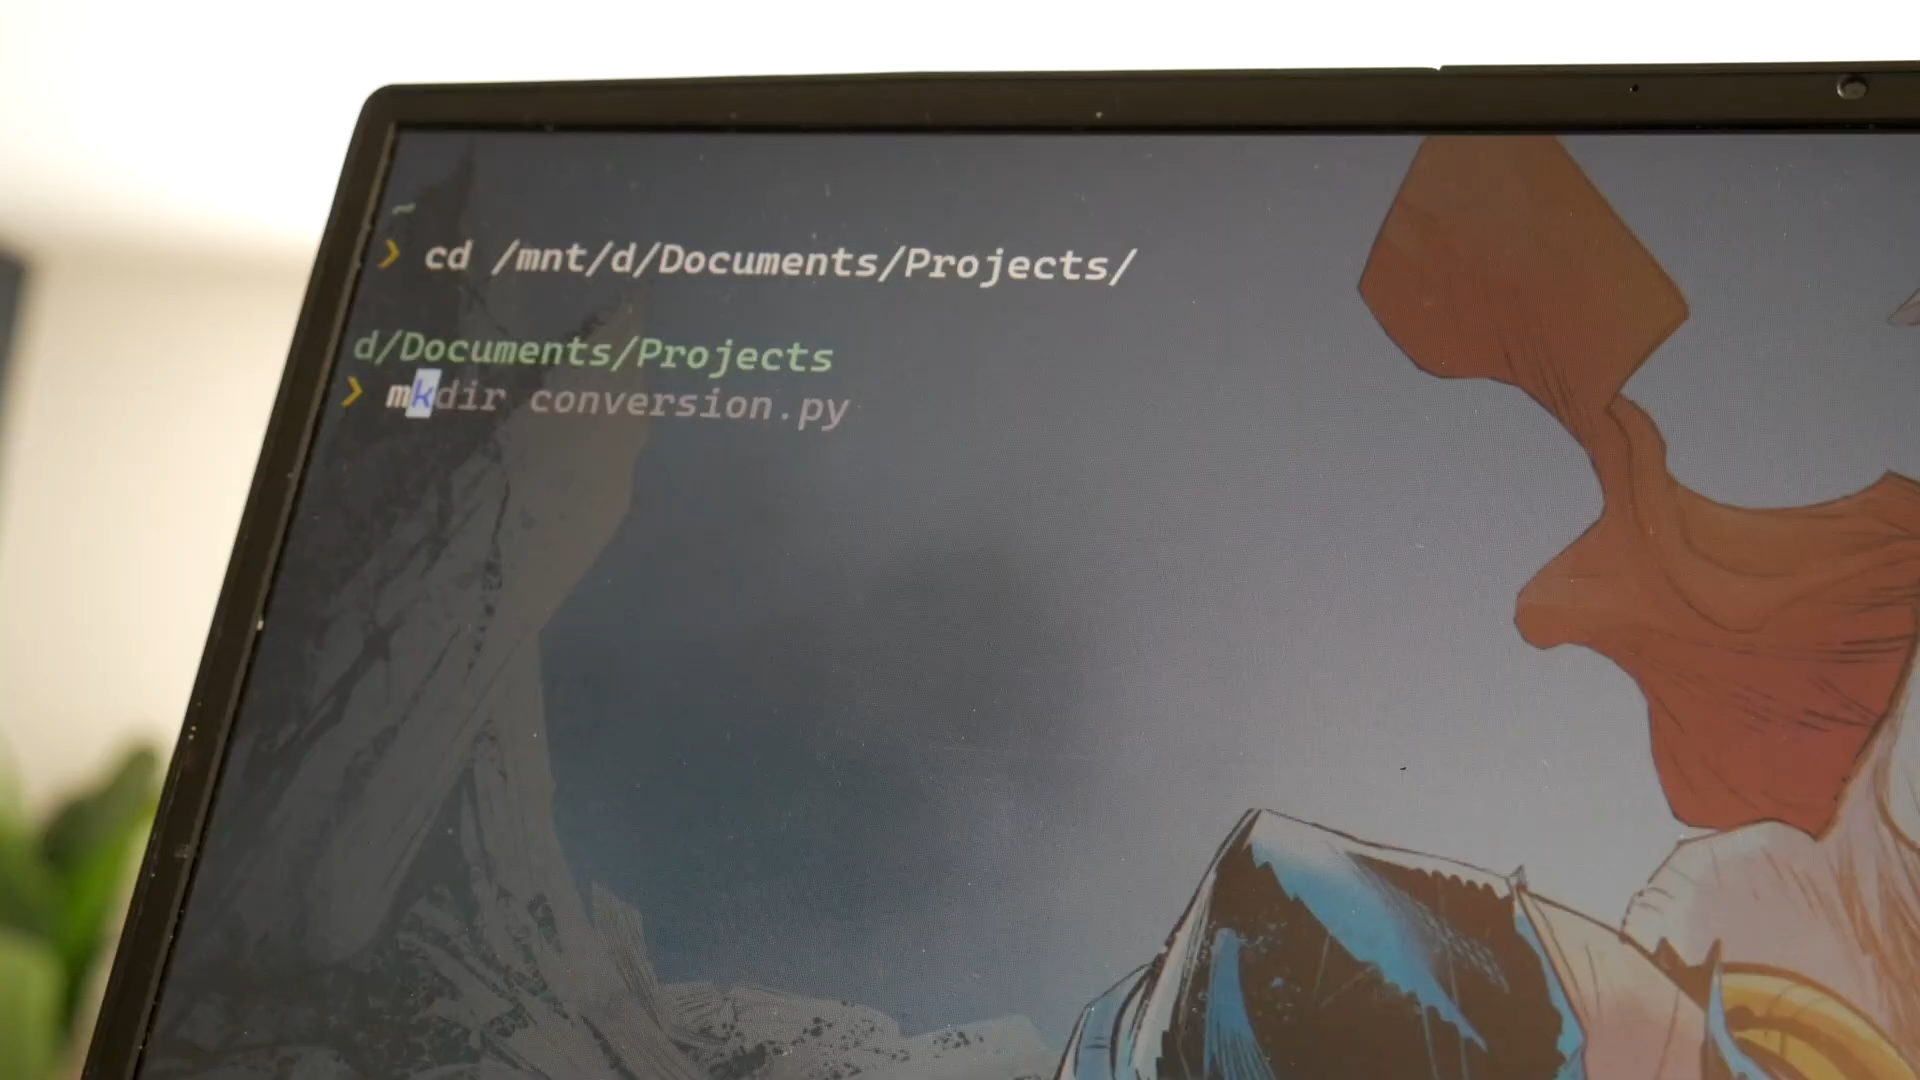 ~
❯ cd /mnt/d/Documents/Projects/
d/Documents/Projects
❯ mkdir conversion.py